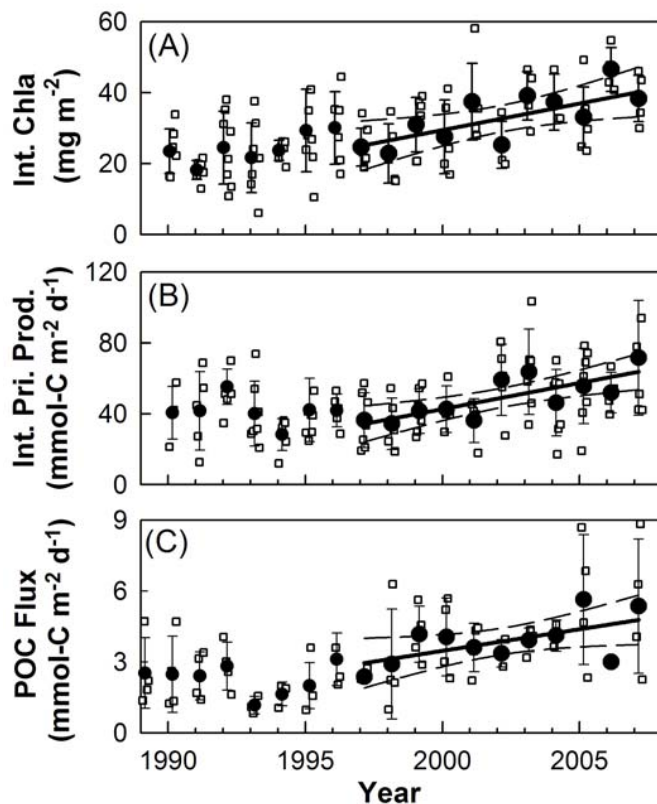 60
(A)
Int. Chla
(mg m⁻²)
40
20
0
120
(B)
Int. Pri. Prod.
(mmol-C m⁻² d⁻¹)
80
40
0
9
(C)
POC Flux
(mmol-C m⁻² d⁻¹)
6
3
0
1990 1995 2000 2005
Year